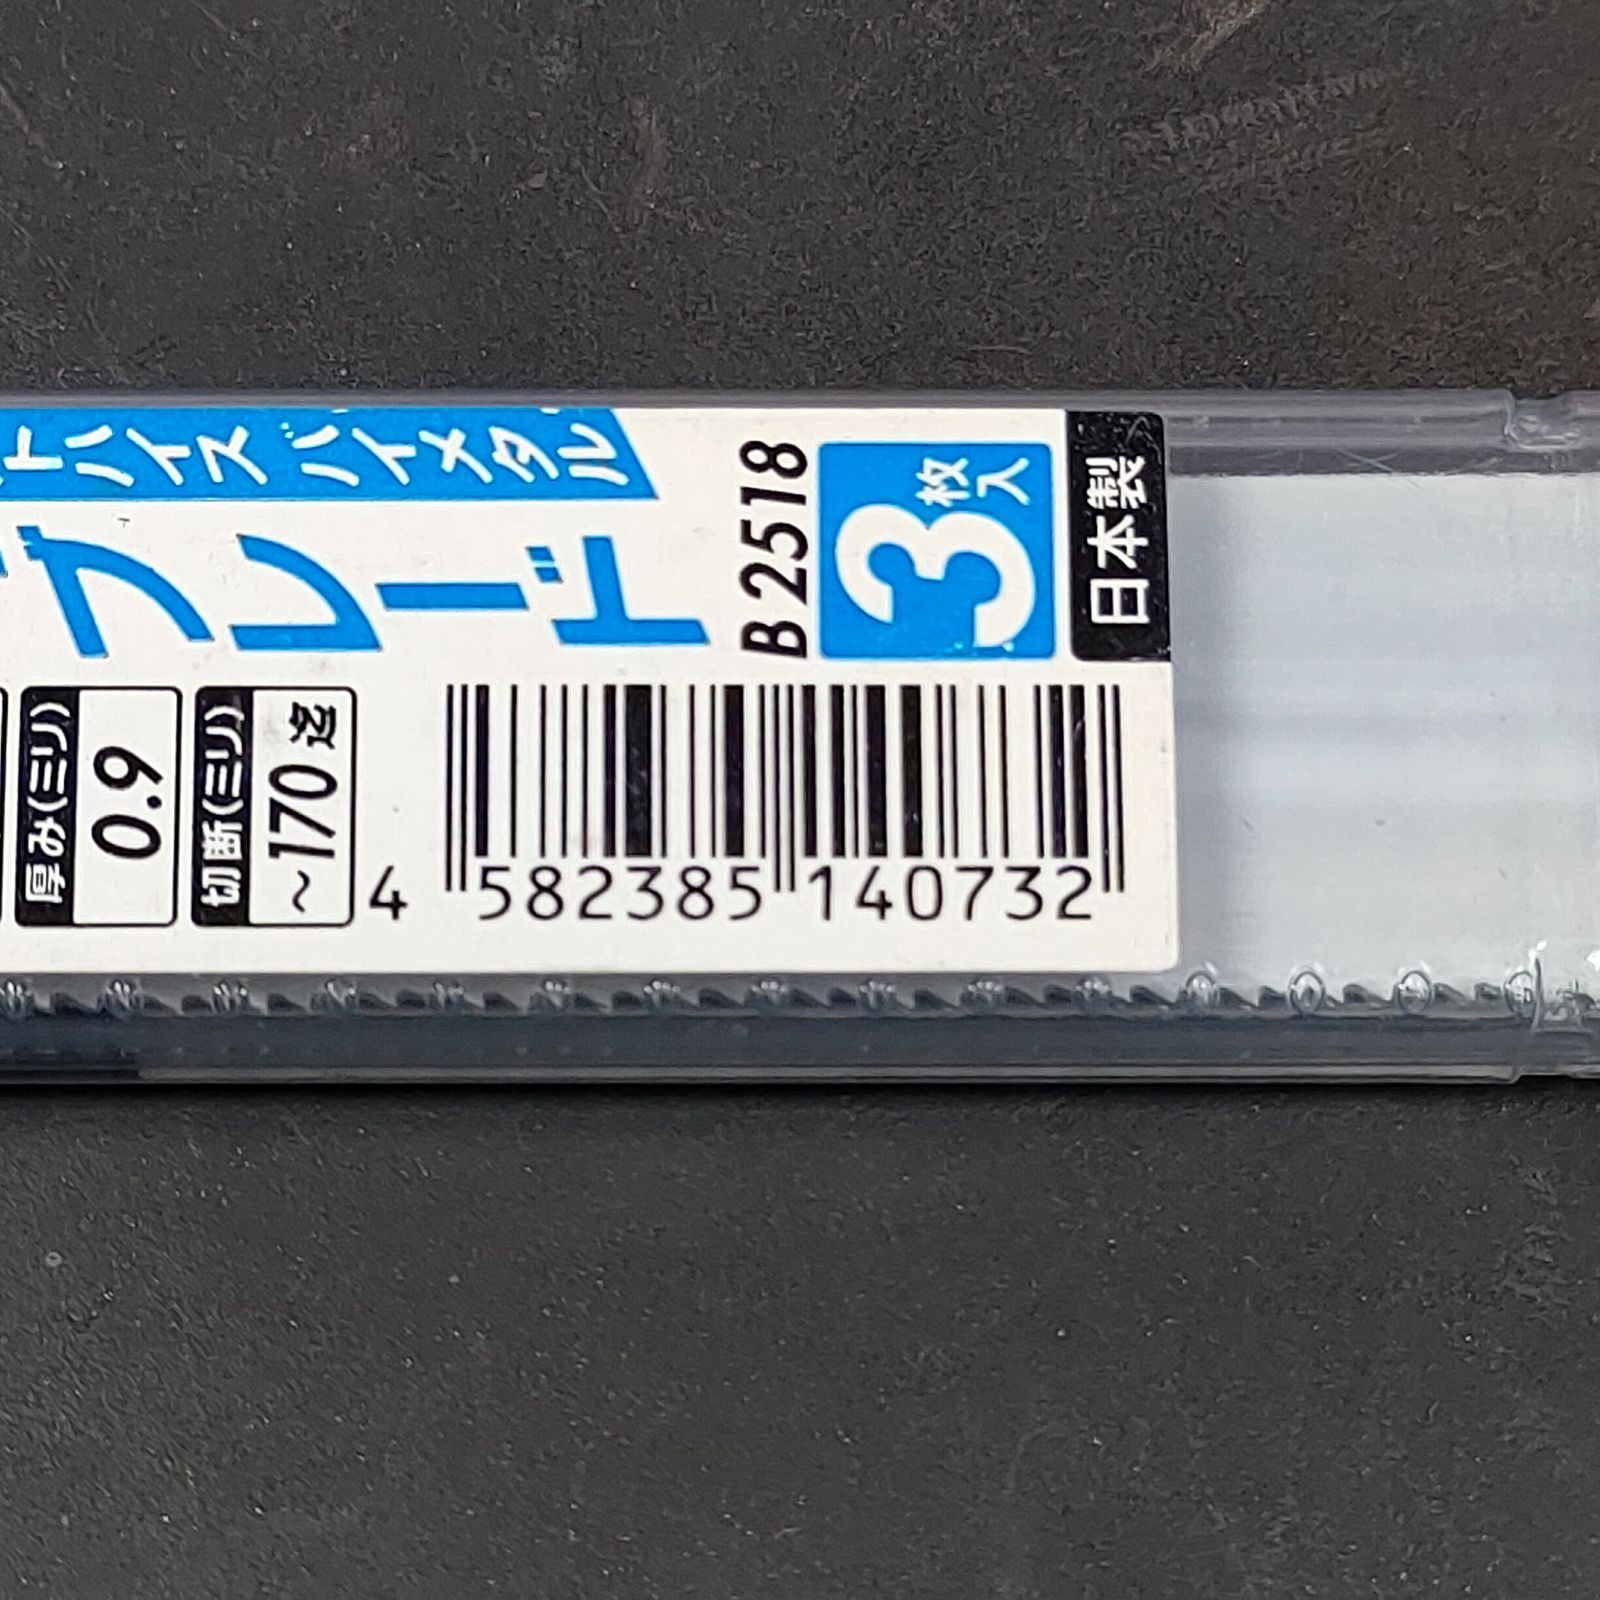 トハイス バイメタル
ブレード
B 2518
3枚入
日本製
厚み(ミリ)
0.9
切断(ミリ)
~170迄
4 582385 140732